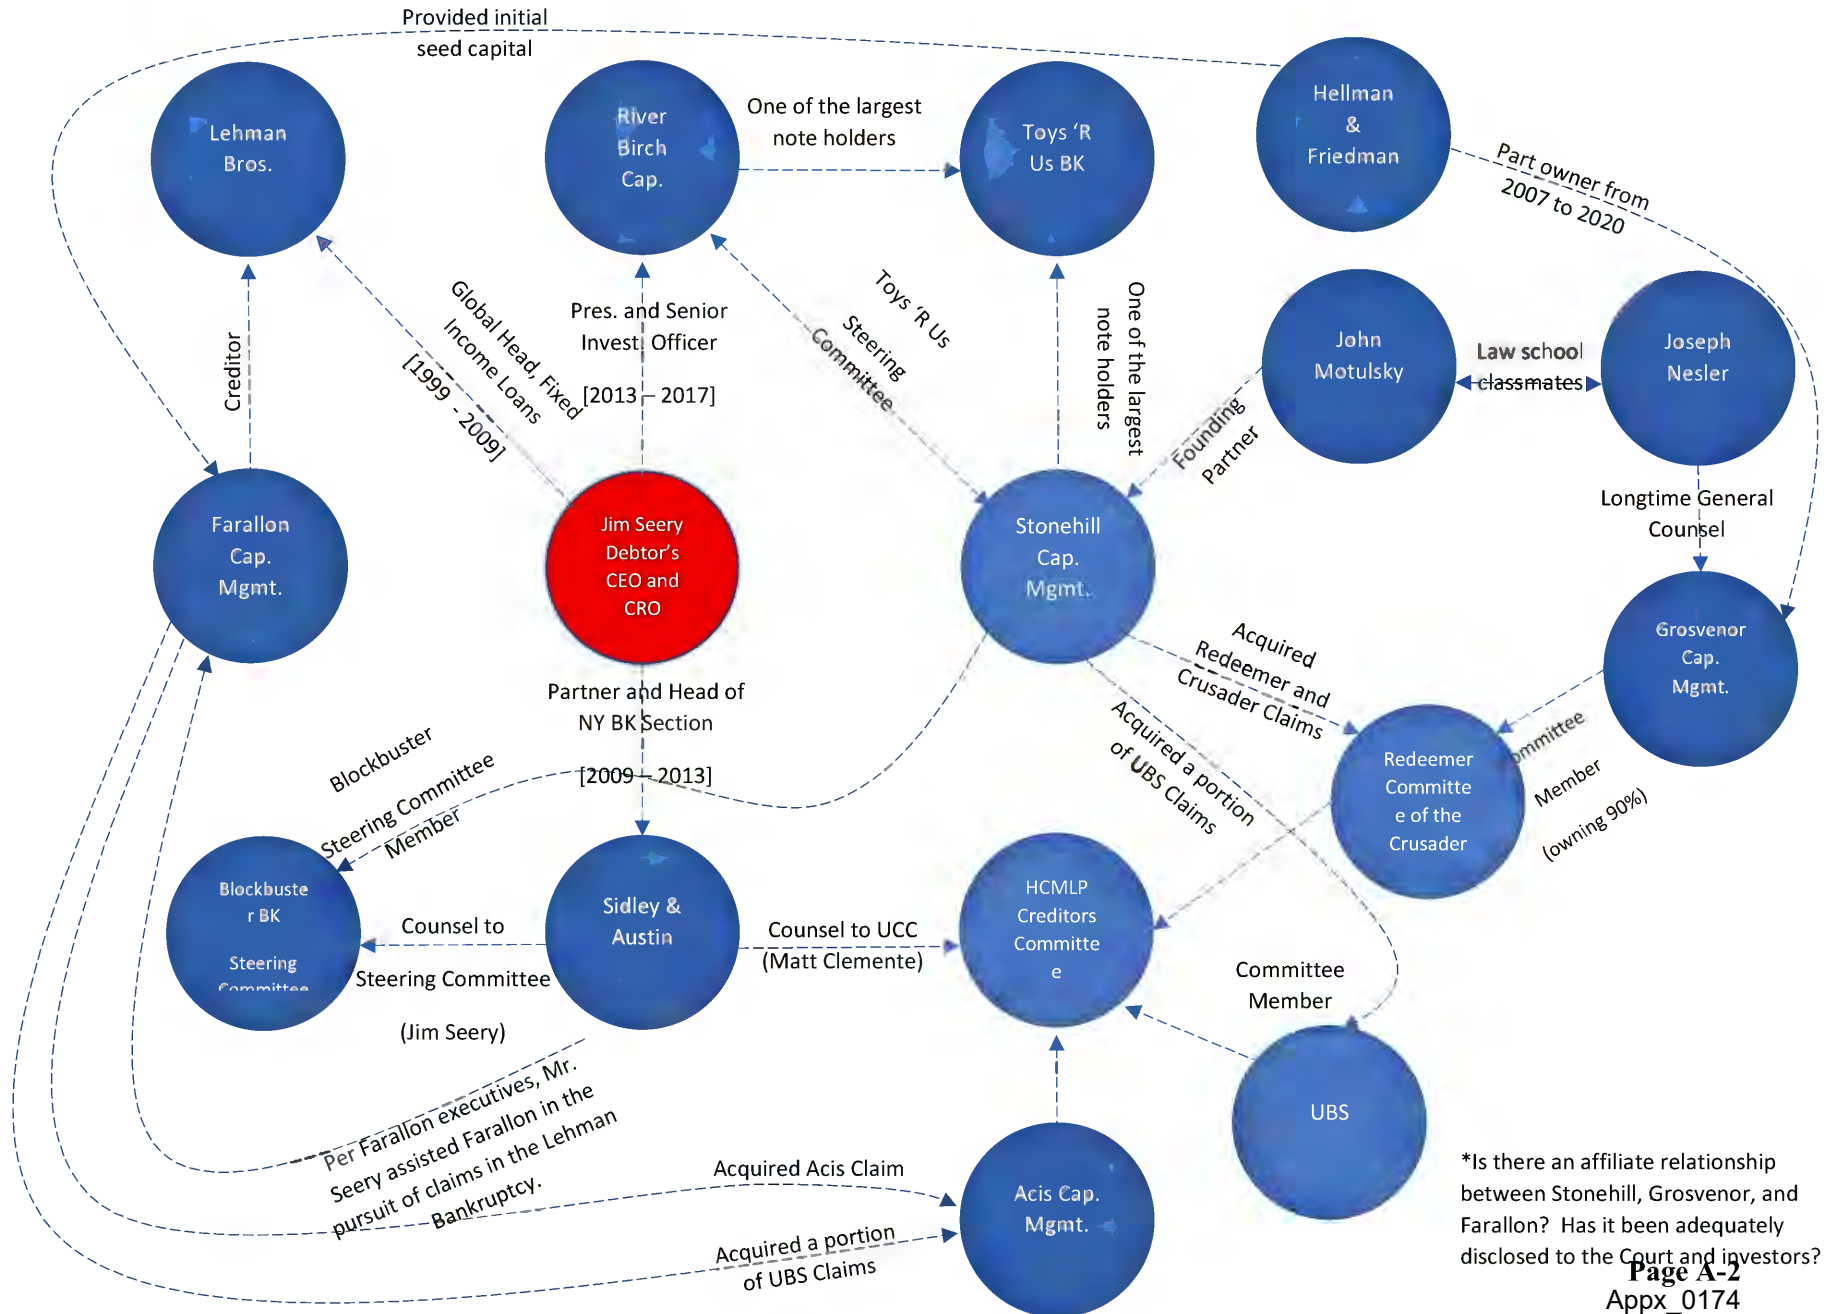 Provided initial
seed capital
Lehman
Bros.
River
Birch
Cap.
One of the largest
note holders
Toys ‘R
Us BK
Hellman
&
Friedman
Part owner from
2007 to 2020
Creditor
Global Head, Fixed
Income Loans
[1999 - 2009]
Pres. and Senior
Invest. Officer
[2013 – 2017]
Toys ‘R Us
Steering
Committee
One of the largest
note holders
John
Motulsky
Law school
classmates
Joseph
Nesler
Founding
Partner
Longtime General
Counsel
Farallon
Cap.
Mgmt.
Jim Seery
Debtor’s
CEO and
CRO
Stonehill
Cap.
Mgmt.
Grosvenor
Cap.
Mgmt.
Acquired
Redeemer and
Crusader Claims
Partner and Head of
NY BK Section
[2009 – 2013]
Acquired a portion
of UBS Claims
Redeemer
Committe
e of the
Crusader
ommittee
Member
(owning 90%)
Blockbuster
Steering Committee
Member
Blockbuste
r BK
Steering
Committee
Counsel to
Steering Committee
(Jim Seery)
Sidley &
Austin
Counsel to UCC
(Matt Clemente)
HCMLP
Creditors
Committe
e
Committee
Member
UBS
Per Farallon executives, Mr.
Seery assisted Farallon in the
pursuit of claims in the Lehman
Bankruptcy.
Acquired Acis Claim
Acquired a portion
of UBS Claims
Acis Cap.
Mgmt.
*Is there an affiliate relationship
between Stonehill, Grosvenor, and
Farallon?  Has it been adequately
disclosed to the Court and investors?
Page A-2
Appx_0174